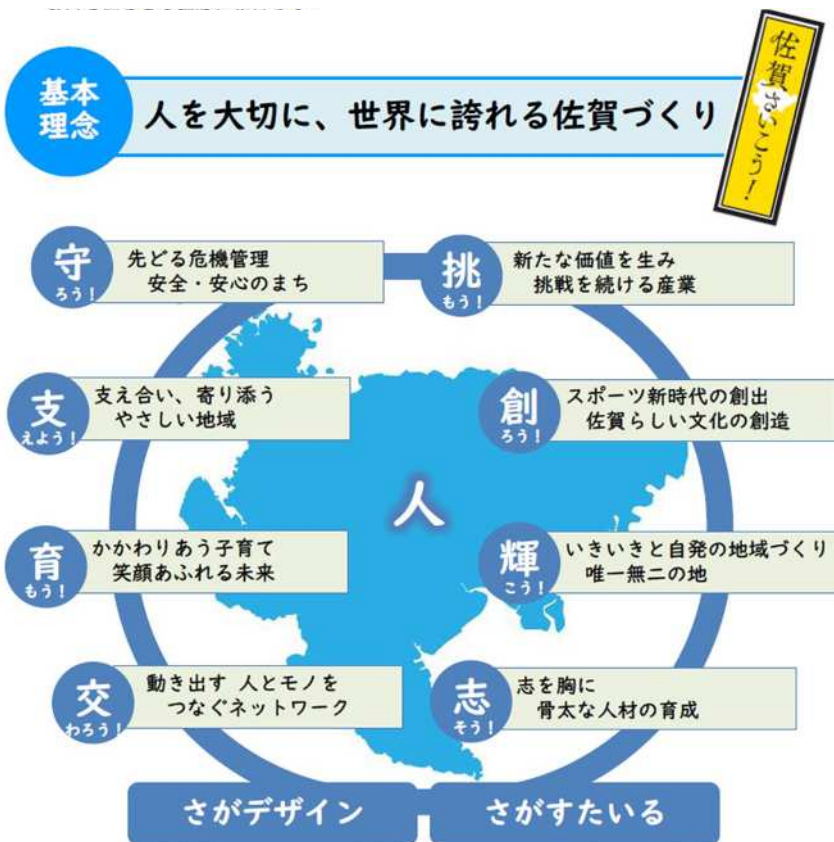 基本
理念
人を大切に、世界に誇れる佐賀づくり
佐賀さいこう!
守
ろう!
先どる危機管理
安全・安心のまち
挑
もう!
新たな価値を生み
挑戦を続ける産業
支
えよう!
支え合い、寄り添う
やさしい地域
創
ろう!
スポーツ新時代の創出
佐賀らしい文化の創造
人
育
もう!
かかわりあう子育て
笑顔あふれる未来
輝
こう!
いきいきと自発の地域づくり
唯一無二の地
交
わろう!
動き出す 人とモノを
つなぐネットワーク
志
そう!
志を胸に
骨太な人材の育成
さがデザイン
さがすたいる